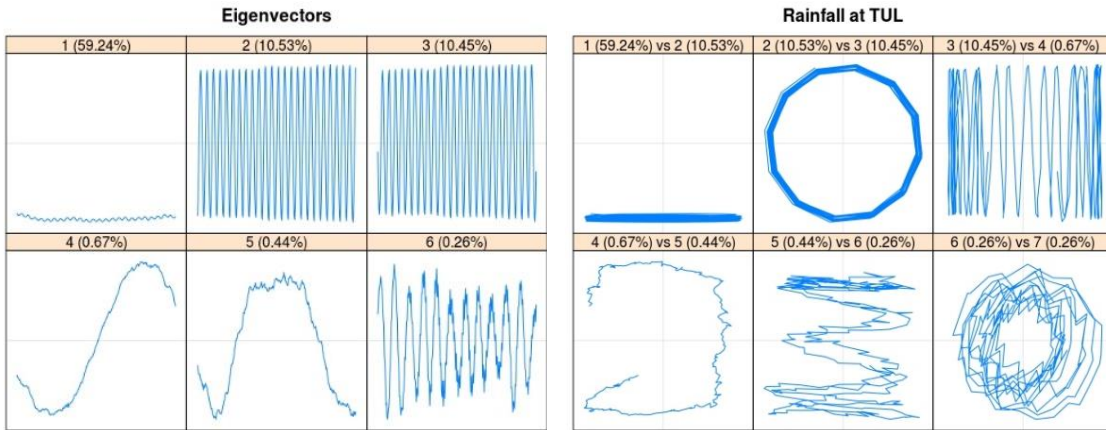 Eigenvectors
1 (59.24%) 2 (10.53%) 3 (10.45%)
4 (0.67%) 5 (0.44%) 6 (0.26%)
Rainfall at TUL
1 (59.24%) vs 2 (10.53%) 2 (10.53%) vs 3 (10.45%) 3 (10.45%) vs 4 (0.67%)
4 (0.67%) vs 5 (0.44%) 5 (0.44%) vs 6 (0.26%) 6 (0.26%) vs 7 (0.26%)